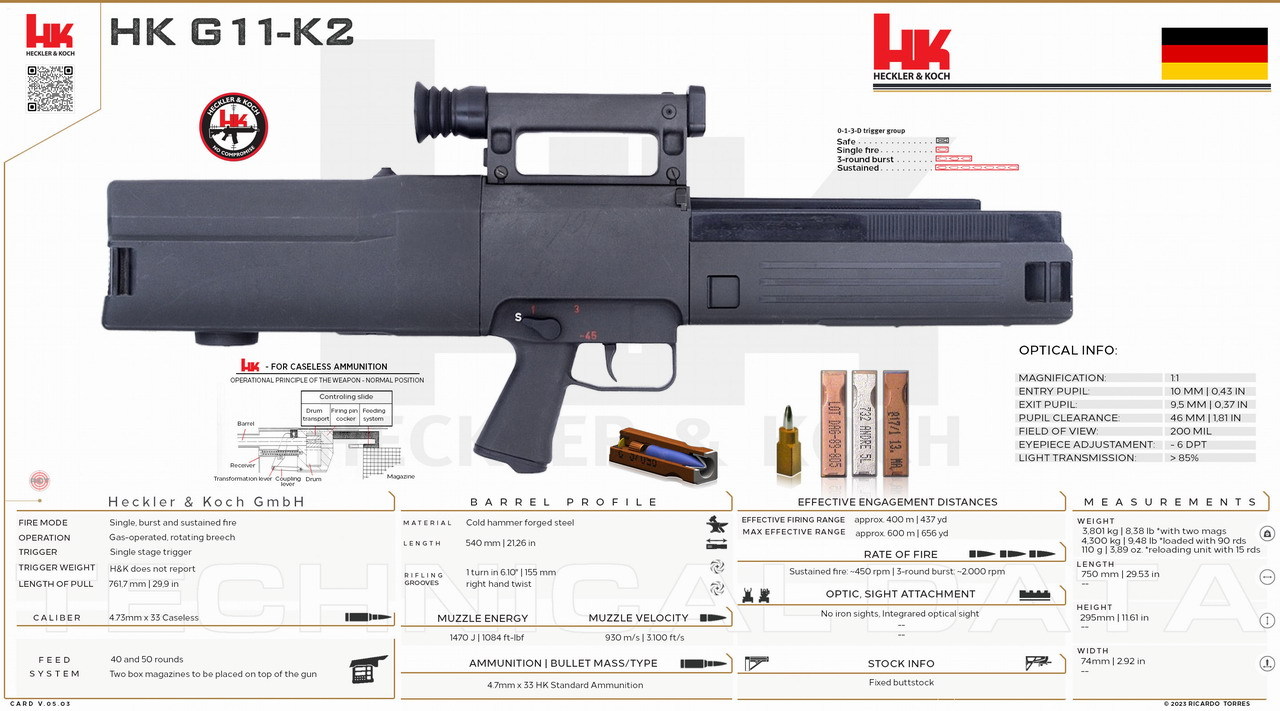 HK
HECKLER & KOCH
HK G11-K2
HK
HECKLER & KOCH
HECKLER & KOCH
HK
NO COMPROMISE
0-1-3-D trigger group
Safe
Single fire
3-round burst
Sustained
S
1
3
-45
HK - FOR CASELESS AMMUNITION
OPERATIONAL PRINCIPLE OF THE WEAPON - NORMAL POSITION
Controling slide
Drum transport
Firing pin cocker
Feeding system
Barrel
Receiver
Transformation lever
Coupling lever
Drum
Magazine
OPTICAL INFO:
MAGNIFICATION: 1:1
ENTRY PUPIL: 10 MM | 0,43 IN
EXIT PUPIL: 9,5 MM | 0,37 IN
PUPIL CLEARANCE: 46 MM | 1,81 IN
FIELD OF VIEW: 200 MIL
EYEPIECE ADJUSTAMENT: - 6 DPT
LIGHT TRANSMISSION: > 85%
HECKLER & KOCH
TECHNICAL DATA
Heckler & Koch GmbH
FIRE MODE Single, burst and sustained fire
OPERATION Gas-operated, rotating breech
TRIGGER Single stage trigger
TRIGGER WEIGHT H&K does not report
LENGTH OF PULL 761.7 mm | 29.9 in
CALIBER 4.73mm x 33 Caseless
FEED SYSTEM
40 and 50 rounds
Two box magazines to be placed on top of the gun
BARREL PROFILE
MATERIAL Cold hammer forged steel
LENGTH 540 mm | 21.26 in
RIFLING GROOVES
1 turn in 6.10" | 155 mm
right hand twist
MUZZLE ENERGY
1470 J | 1084 ft-lbf
MUZZLE VELOCITY
930 m/s | 3.100 ft/s
AMMUNITION | BULLET MASS/TYPE
4.7mm x 33 HK Standard Ammunition
EFFECTIVE ENGAGEMENT DISTANCES
EFFECTIVE FIRING RANGE approx. 400 m | 437 yd
MAX EFFECTIVE RANGE approx. 600 m | 656 yd
RATE OF FIRE
Sustained fire: ~450 rpm | 3-round burst: ~2.000 rpm
OPTIC, SIGHT ATTACHMENT
No iron sights, Integrated optical sight
--
--
STOCK INFO
Fixed buttstock
MEASUREMENTS
WEIGHT
3,801 kg | 8.38 lb *with two mags
4,300 kg | 9,48 lb *loaded with 90 rds
110 g | 3,89 oz. *reloading unit with 15 rds
LENGTH
750 mm | 29.53 in
--
HEIGHT
295mm | 11.61 in
--
WIDTH
74mm | 2.92 in
--
CARD V.05.03
© 2023 RICARDO TORRES